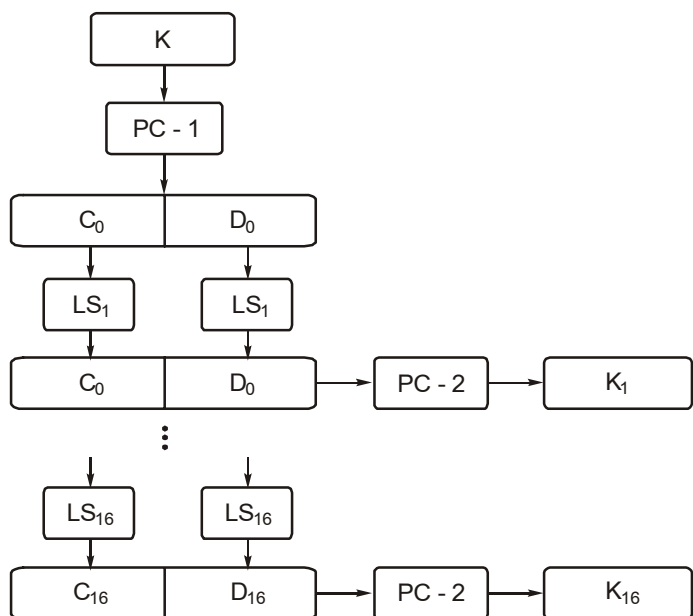 K
PC - 1
C₀ D₀
LS₁ LS₁
C₀ D₀ PC - 2 K₁
LS₁₆ LS₁₆
C₁₆ D₁₆ PC - 2 K₁₆